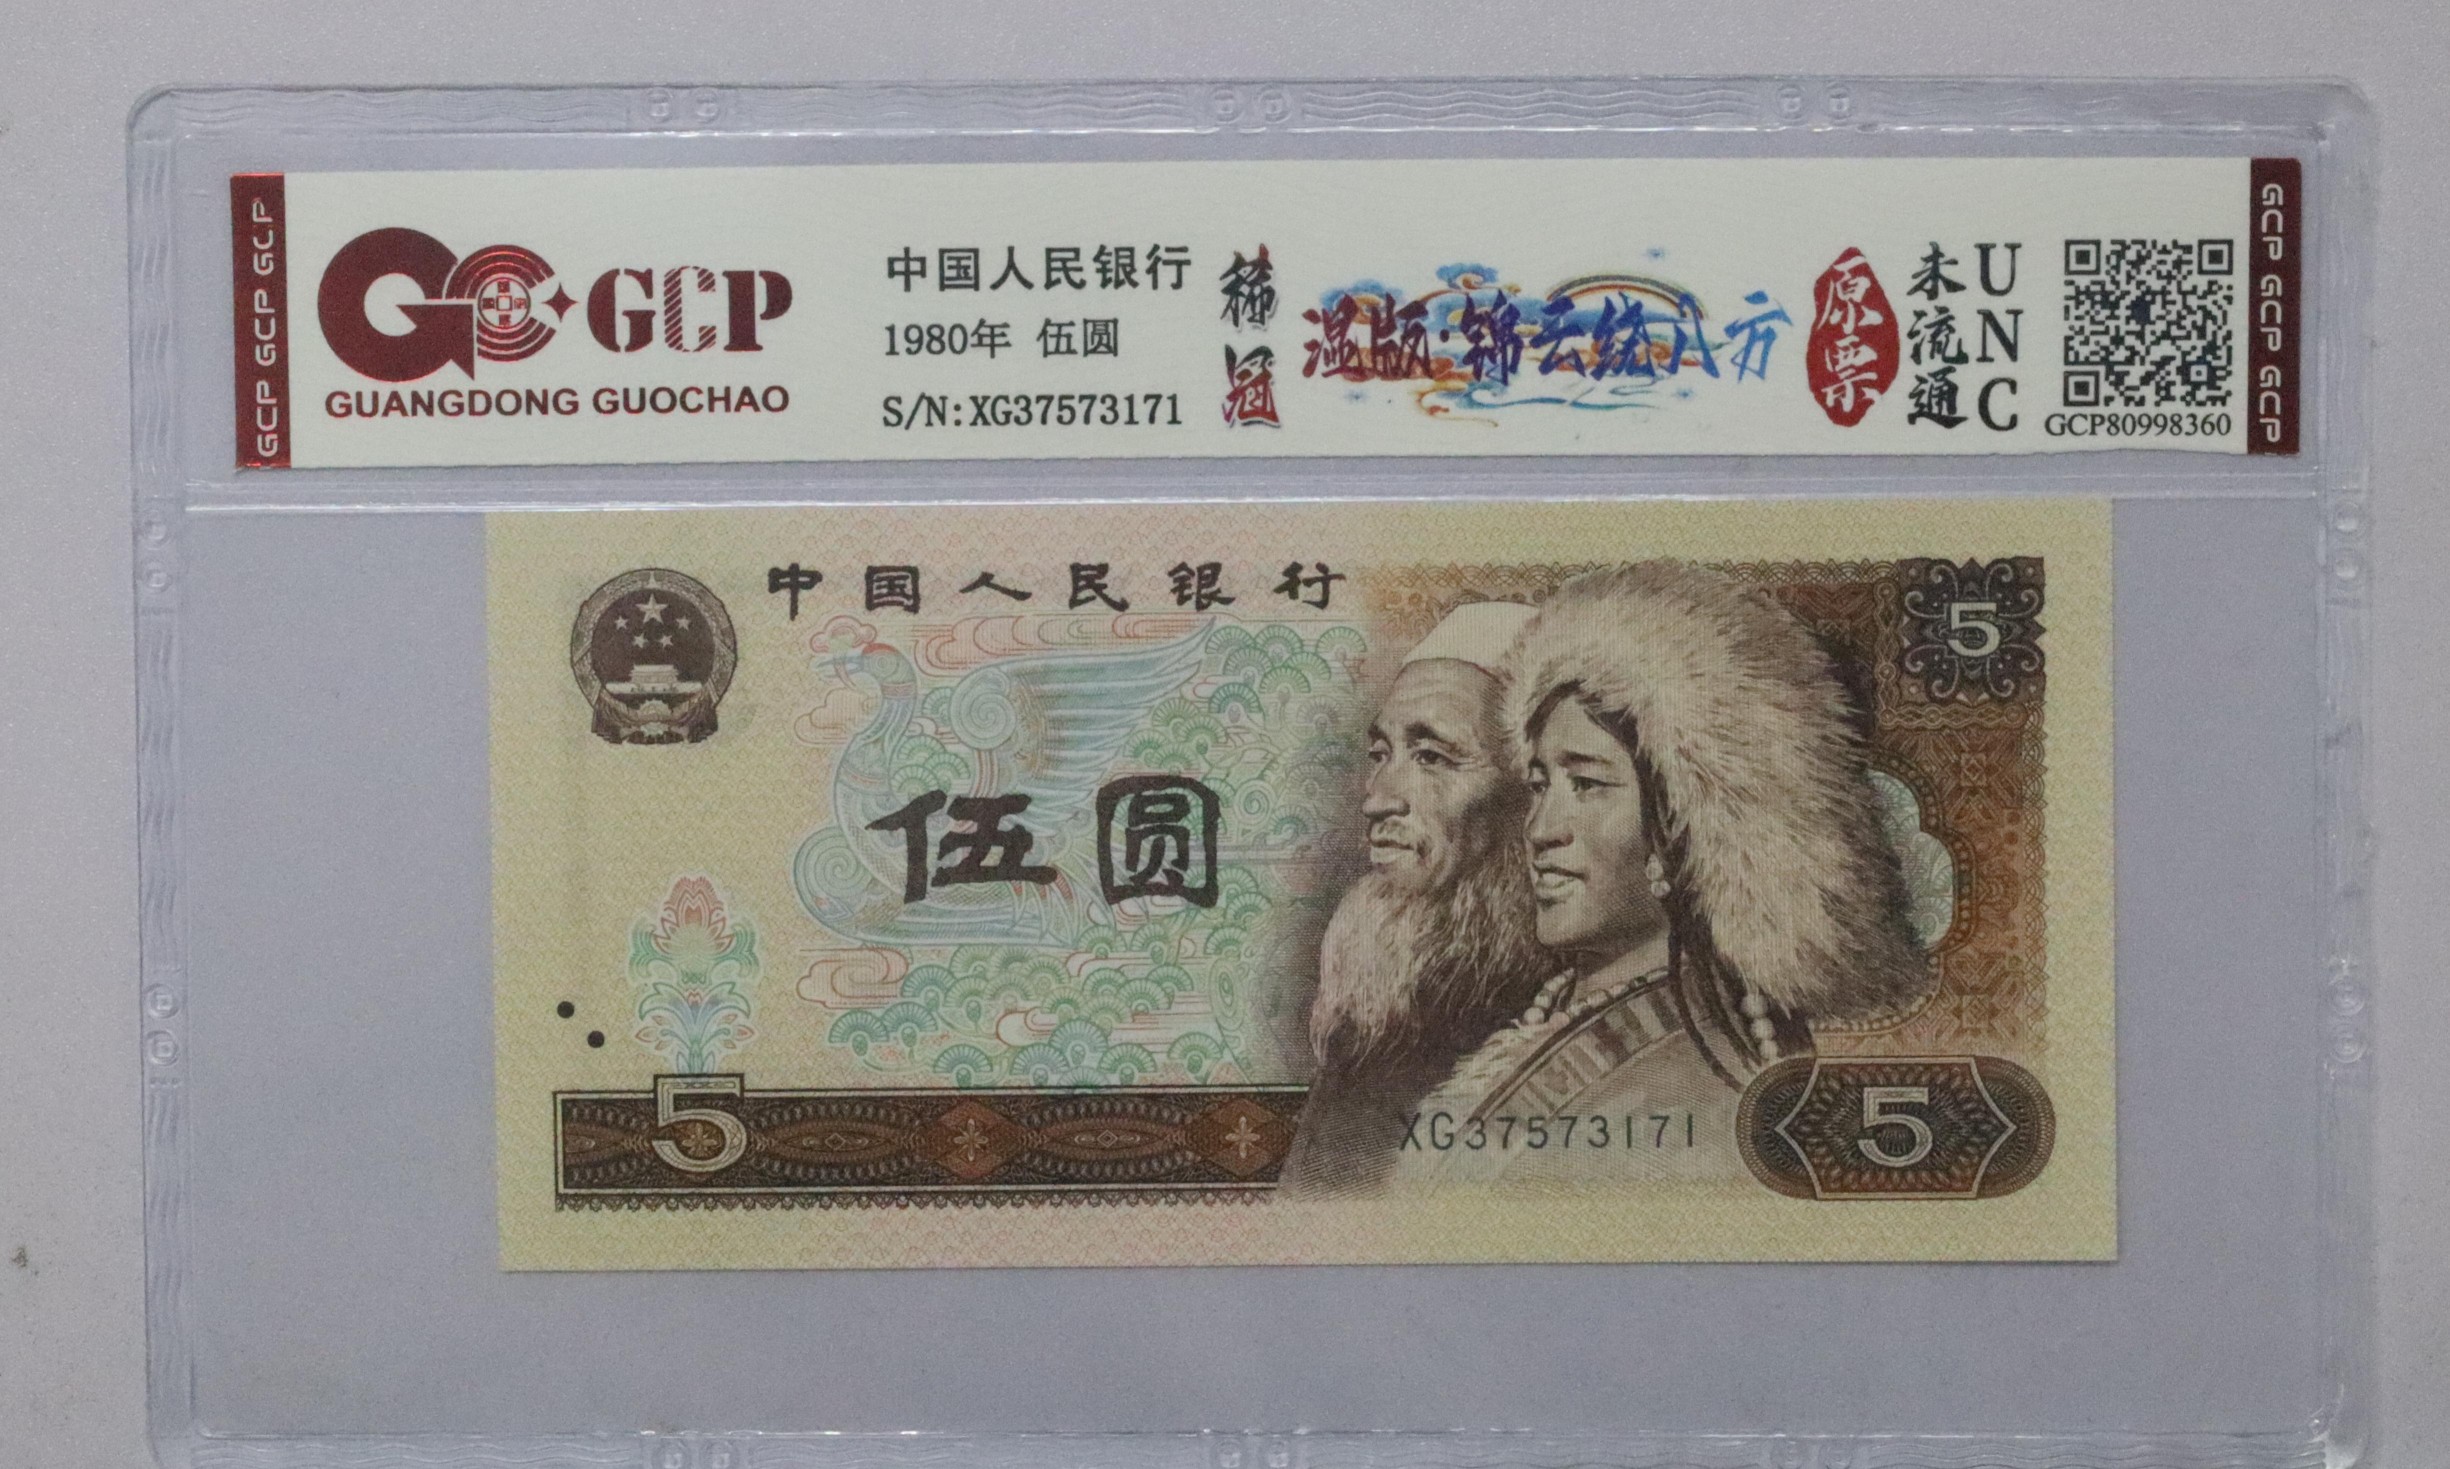 GCP GCP GCP
GCP
GUANGDONG GUOCHAO
中国人民银行
1980年 伍圆
S/N:XG37573171
稀冠
温版·锦云绕八方
原票
未流通
UNC
GCP80998360
GCP GCP GCP
中国人民银行
5
伍圆
5
XG37573171
5